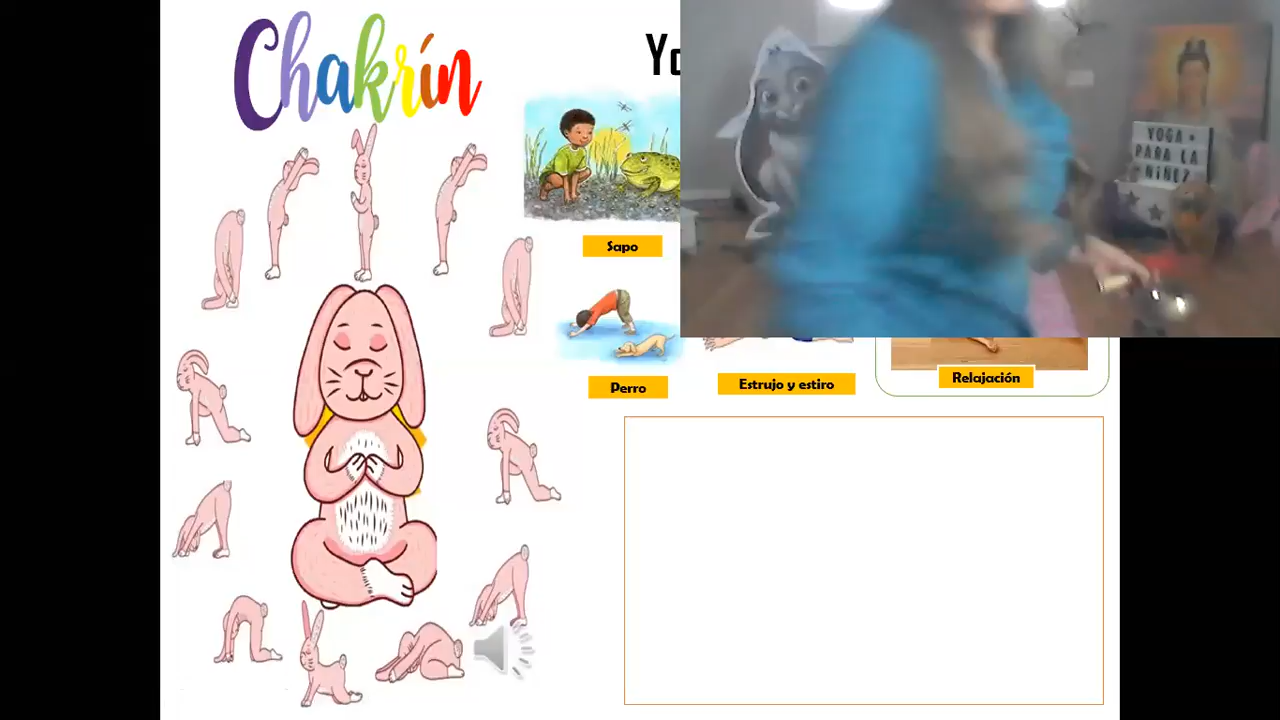 Chakrín
Yo
YOGA
PARA LA
NIÑEZ
Sapo
Perro
Estrujo y estiro
Relajación